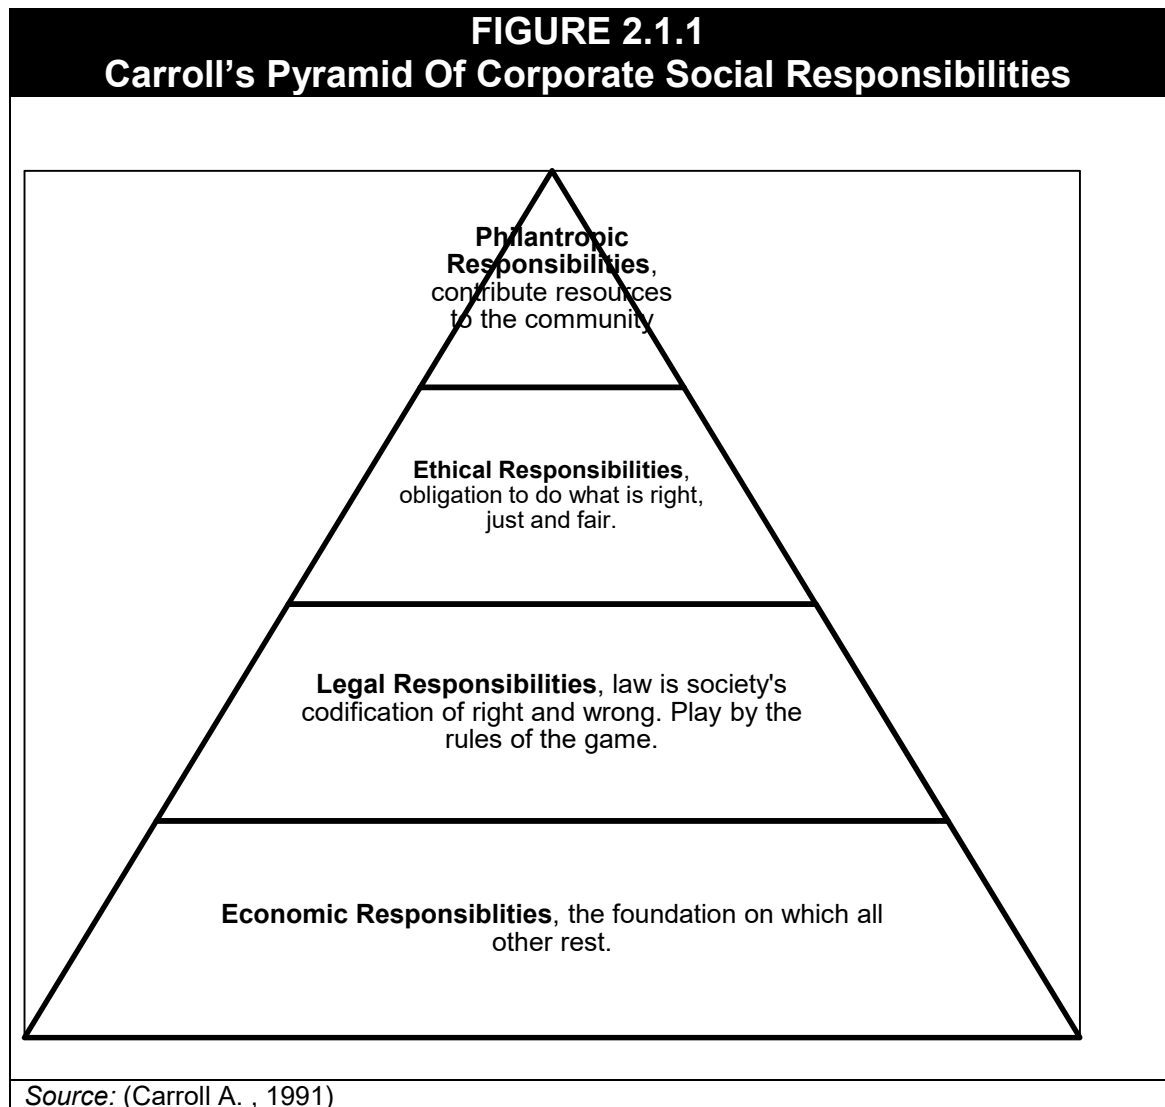 FIGURE 2.1.1
Carroll’s Pyramid Of Corporate Social Responsibilities
Philantropic
Responsibilities,
contribute resources
to the community
Ethical Responsibilities,
obligation to do what is right,
just and fair.
Legal Responsibilities, law is society's
codification of right and wrong. Play by the
rules of the game.
Economic Responsiblities, the foundation on which all
other rest.
Source: (Carroll A. , 1991)